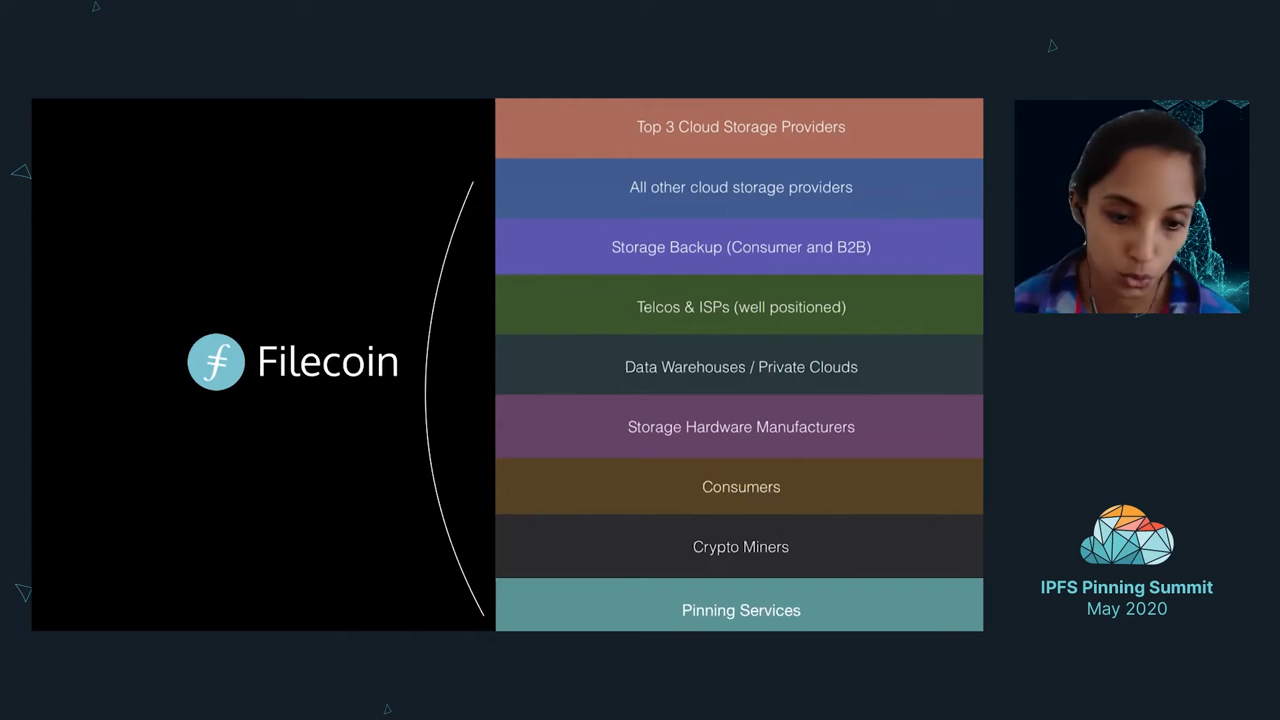 Filecoin
Top 3 Cloud Storage Providers
All other cloud storage providers
Storage Backup (Consumer and B2B)
Telcos & ISPs (well positioned)
Data Warehouses / Private Clouds
Storage Hardware Manufacturers
Consumers
Crypto Miners
Pinning Services
IPFS Pinning Summit
May 2020